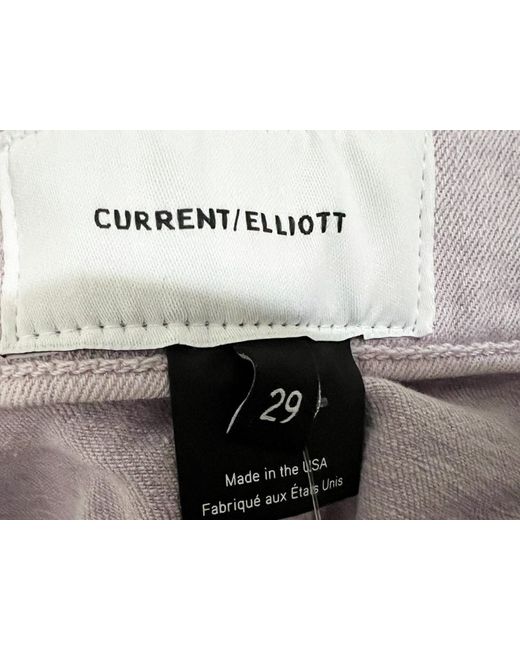 CURRENT/ELLIOTT
29
Made in the USA
Fabriqué aux États Unis